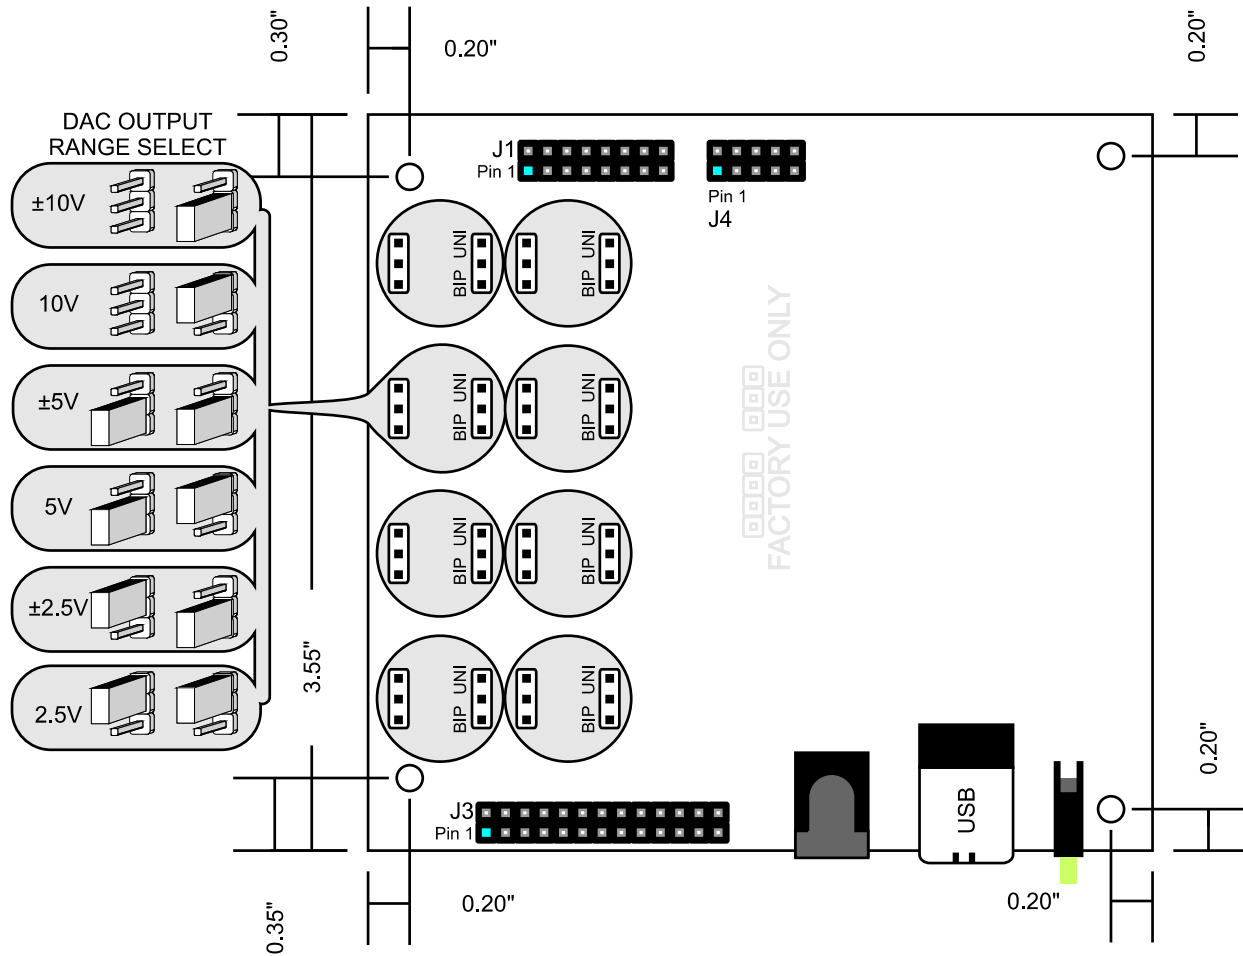 0.30"
0.20"
0.20"
DAC OUTPUT
RANGE SELECT
J1
Pin 1
Pin 1
J4
±10V
BIP UNI
BIP UNI
10V
±5V
BIP UNI
BIP UNI
FACTORY USE ONLY
5V
BIP UNI
BIP UNI
±2.5V
3.55"
2.5V
BIP UNI
BIP UNI
0.20"
J3
Pin 1
USB
0.35"
0.20"
0.20"